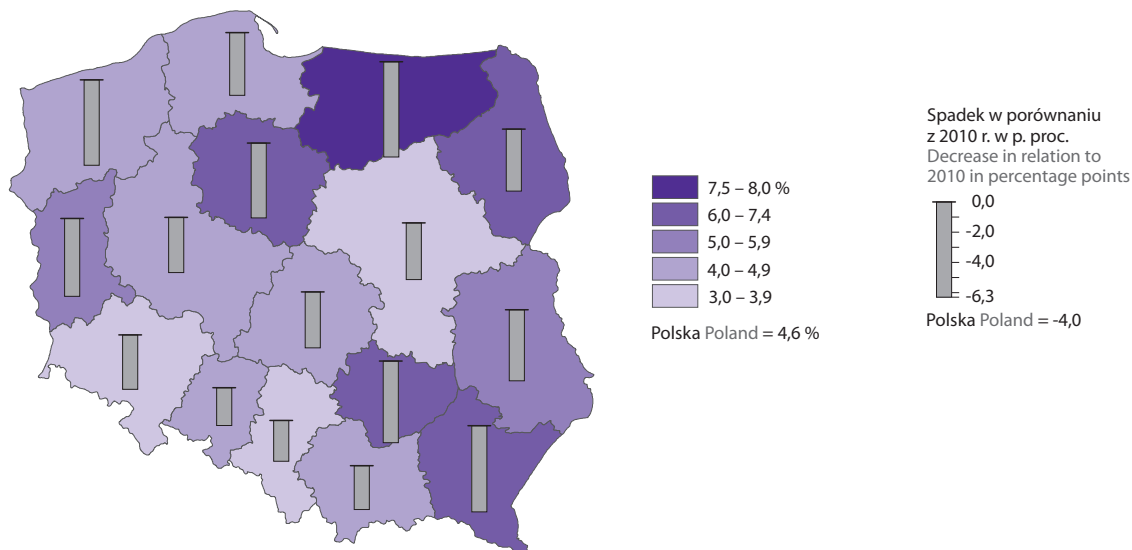 7,5 – 8,0 %
6,0 – 7,4
5,0 – 5,9
4,0 – 4,9
3,0 – 3,9
Polska Poland = 4,6 %
Spadek w porównaniu
z 2010 r. w p. proc.
Decrease in relation to
2010 in percentage points
0,0
-2,0
-4,0
-6,3
Polska Poland = -4,0